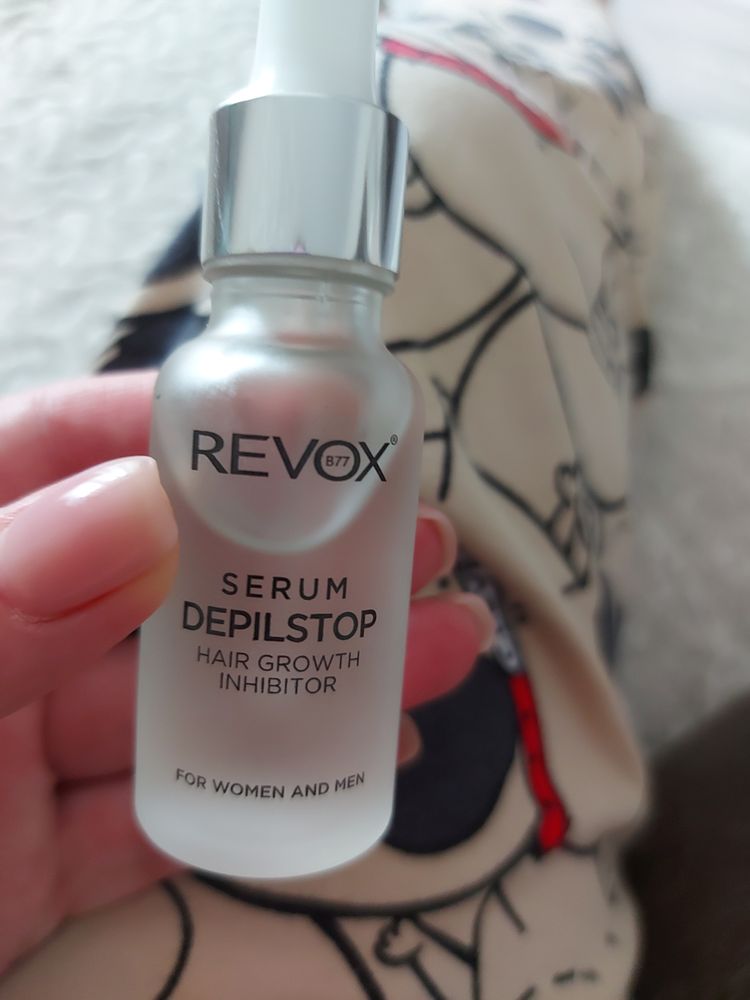 REVOX®
B77
SERUM
DEPILSTOP
HAIR GROWTH
INHIBITOR
FOR WOMEN AND MEN